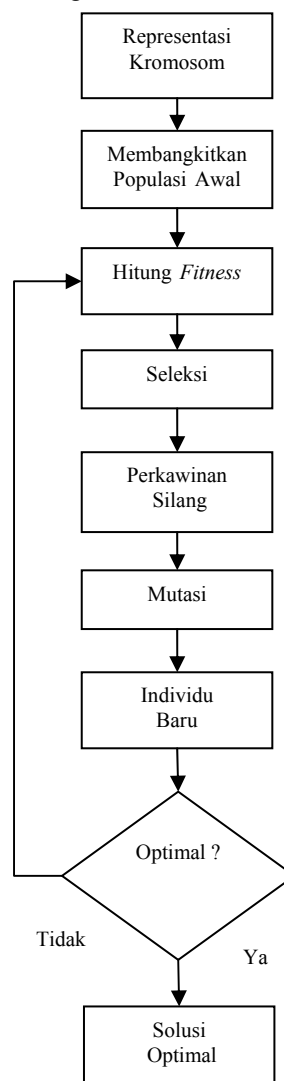 Representasi
Kromosom
Membangkitkan
Populasi Awal
Hitung Fitness
Seleksi
Perkawinan
Silang
Mutasi
Individu
Baru
Optimal ?
Tidak
Ya
Solusi
Optimal